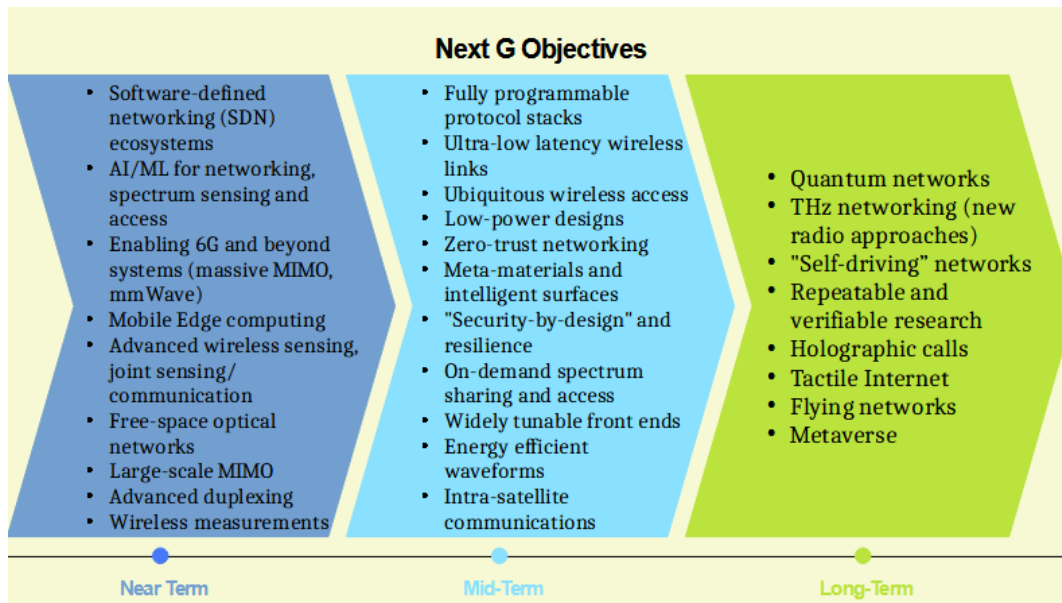 Next G Objectives
• Software-defined
networking (SDN)
ecosystems
• AI/ML for networking,
spectrum sensing and
access
• Enabling 6G and beyond
systems (massive MIMO,
mmWave)
• Mobile Edge computing
• Advanced wireless sensing,
joint sensing/
communication
• Free-space optical
networks
• Large-scale MIMO
• Advanced duplexing
• Wireless measurements
• Fully programmable
protocol stacks
• Ultra-low latency wireless
links
• Ubiquitous wireless access
• Low-power designs
• Zero-trust networking
• Meta-materials and
intelligent surfaces
• "Security-by-design" and
resilience
• On-demand spectrum
sharing and access
• Widely tunable front ends
• Energy efficient
waveforms
• Intra-satellite
communications
• Quantum networks
• THz networking (new
radio approaches)
• "Self-driving” networks
• Repeatable and
verifiable research
• Holographic calls
• Tactile Internet
• Flying networks
• Metaverse
Near Term
Mid-Term
Long-Term